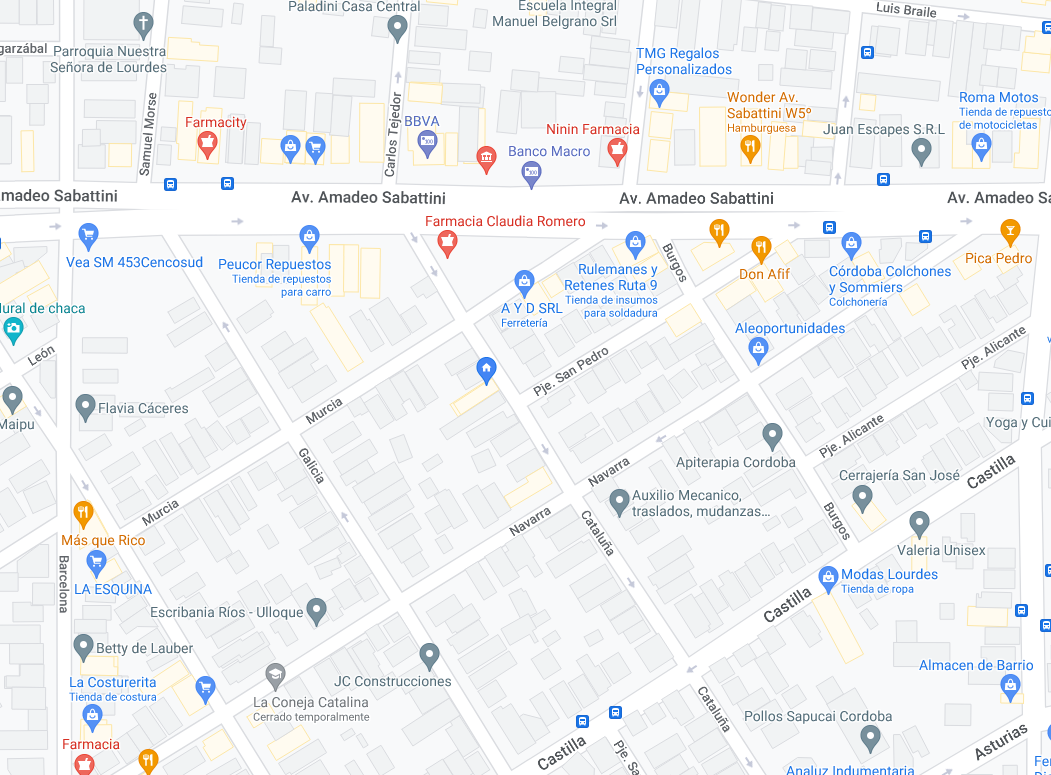 Paladini Casa Central
Escuela Integral
Manuel Belgrano Srl
Luis Braile
garzábal
Parroquia Nuestra
Señora de Lourdes
TMG Regalos
Personalizados
Samuel Morse
Carlos Tejedor
Farmacity
BBVA
Banco Macro
Ninin Farmacia
Wonder Av.
Sabattini W5º
Hamburguesa
Juan Escapes S.R.L
Roma Motos
Tienda de repuesto
de motocicletas
madeo Sabattini
Av. Amadeo Sabattini
Av. Amadeo Sabattini
Av. Amadeo Sa
Farmacia Claudia Romero
Vea SM 453Cencosud
Peucor Repuestos
Tienda de repuestos
para carro
Burgos
Rulemanes y
Retenes Ruta 9
Tienda de insumos
para soldadura
Don Afif
Córdoba Colchones
y Sommiers
Colchonería
Pica Pedro
A Y D SRL
Ferretería
ural de chaca
León
Aleoportunidades
Pje. San Pedro
Pje. Alicante
Flavia Cáceres
Maipu
Murcia
Galicia
Pje. Alicante
Yoga y Cui
Apiterapia Cordoba
Navarra
Castilla
Cerrajería San José
Auxilio Mecanico,
traslados, mudanzas...
Murcia
Navarra
Cataluña
Burgos
Más que Rico
Valeria Unisex
LA ESQUINA
Barcelona
Modas Lourdes
Tienda de ropa
Castilla
Escribania Ríos - Ulloque
Betty de Lauber
Almacen de Barrio
La Costurerita
Tienda de costura
JC Construcciones
La Coneja Catalina
Cerrado temporalmente
Cataluña
Pollos Sapucai Cordoba
Farmacia
Castilla
Pje. Sa
Asturias
Analuz Indumentaria
Fer